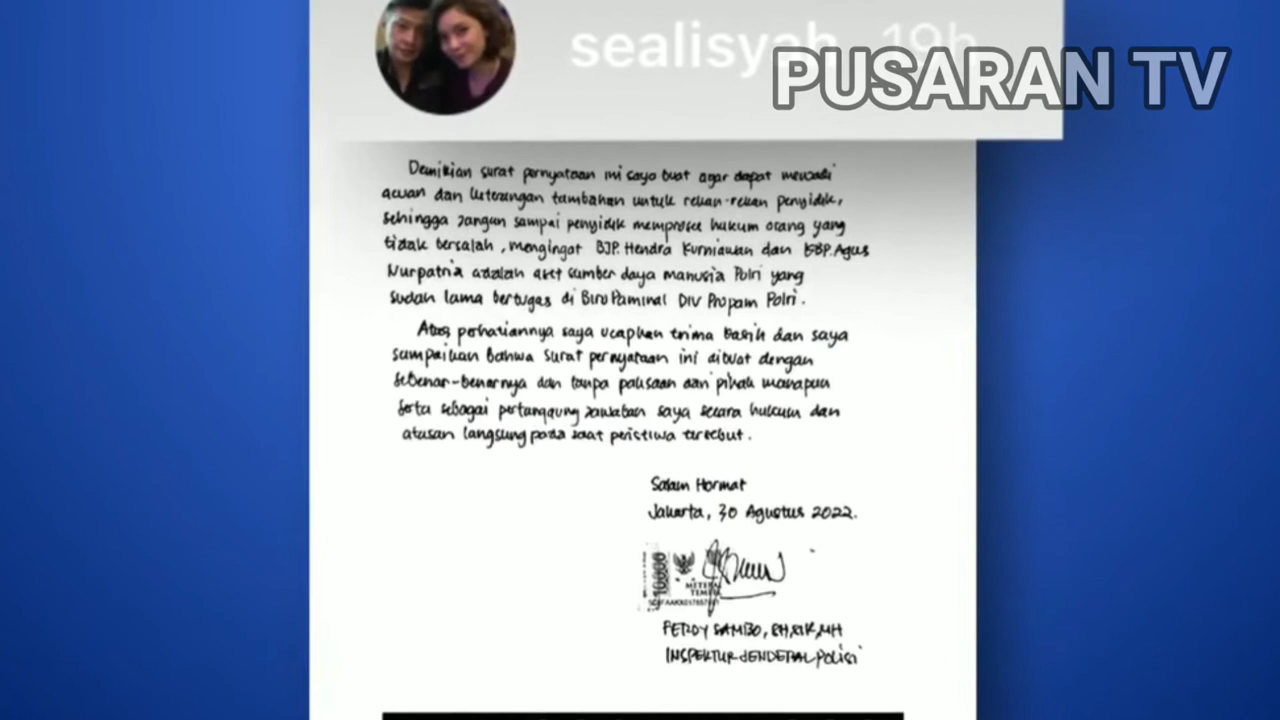 sealisyah 19h
PUSARAN TV
Demikian surat pernyataan ini saya buat agar dapat menjadi
acuan dan keterangan tambahan untuk rekan-rekan penyidik,
sehingga jangan sampai penyidik memproses hukum orang yang
tidak bersalah, mengingat BJP. Hendra Kurniawan dan KBP. Agus
Nurpatria adalah aset sumber daya manusia Polri yang
sudah lama bertugas di Biro Paminal DIV Propam Polri.
Atas perhatiannya saya ucapkan terima kasih dan saya
sampaikan bahwa surat pernyataan ini dibuat dengan
sebenar-benarnya dan tanpa paksaan dari pihak manapun
serta sebagai pertanggung jawaban saya secara hukum dan
atasan langsung pada saat peristiwa tersebut.
Salam Hormat
Jakarta, 30 Agustus 2022.
10000
METERAI
TEMPEL
FERDY SAMBO, SH, SIK, MH
INSPEKTUR JENDERAL POLISI